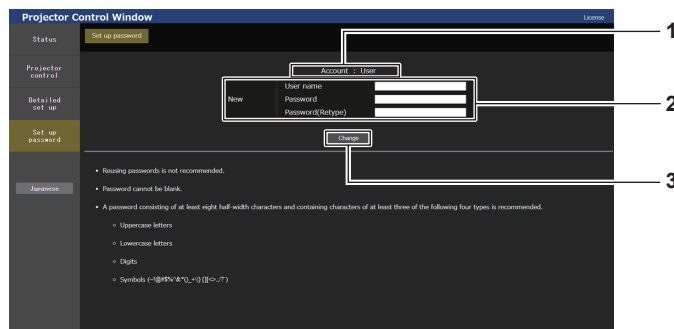 Projector Control Window
License
Status
Set up password
1
Projector
control
Account : User
User name
New
Password
Password(Retype)
2
Detailed
set up
Set up
password
Change
3
• Reusing passwords is not recommended.
Japanese
• Password cannot be blank.
• A password consisting of at least eight half-width characters and containing characters of at least three of the following four types is recommended.
Uppercase letters
Lowercase letters
Digits
Symbols